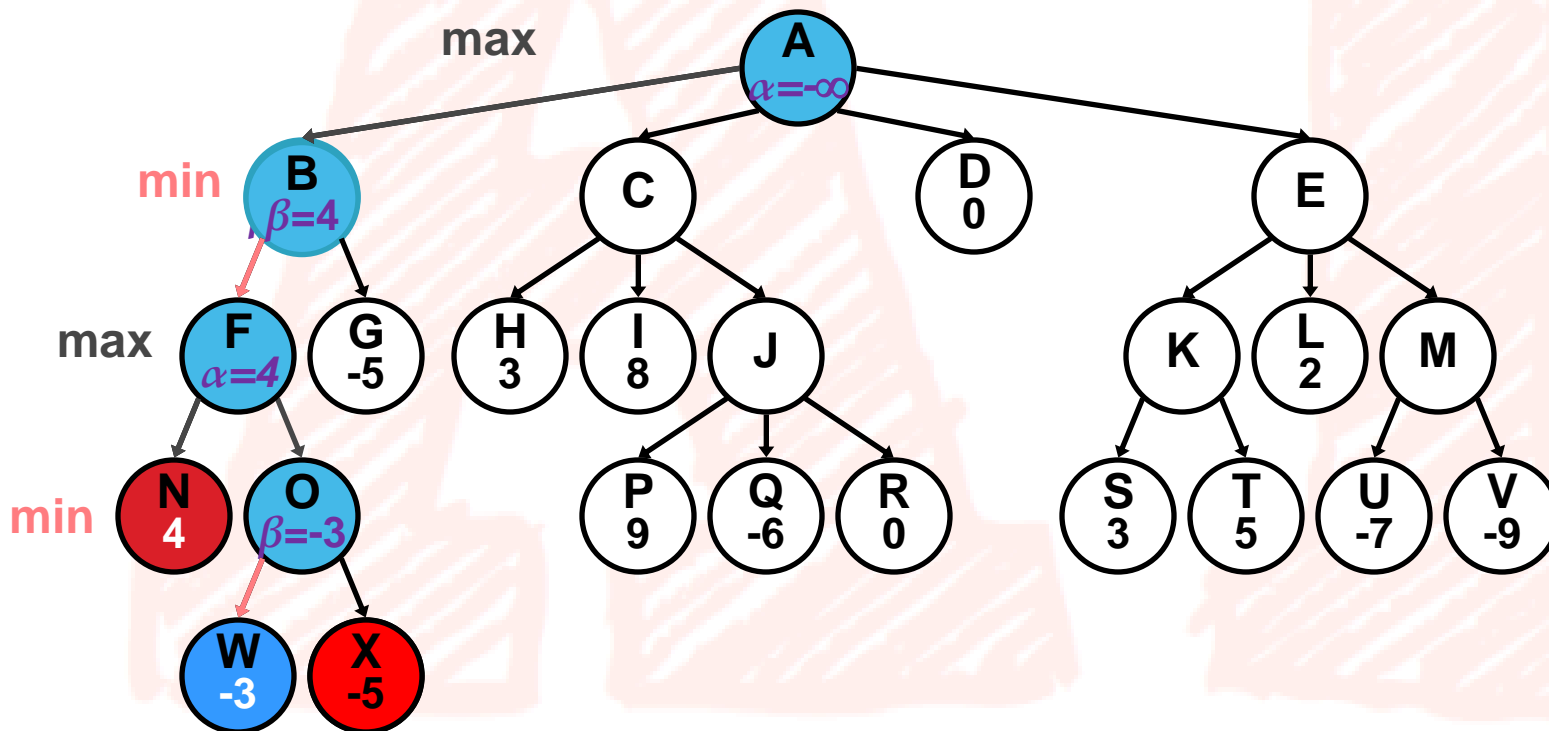 max
A
α=-∞
min
B
β=4
C
D
0
E
max
F
α=4
G
-5
H
3
I
8
J
K
L
2
M
min
N
4
O
β=-3
P
9
Q
-6
R
0
S
3
T
5
U
-7
V
-9
W
-3
X
-5